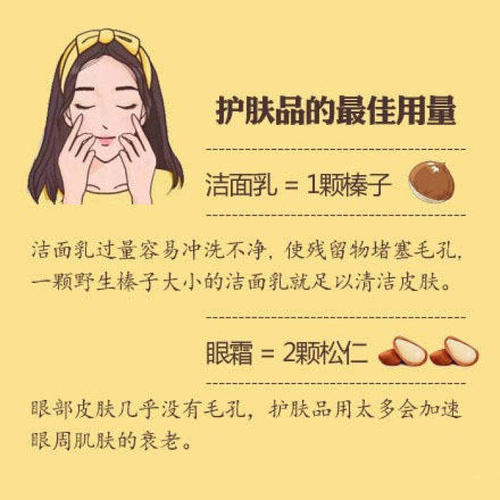 护肤品的最佳用量
洁面乳 = 1颗榛子
洁面乳过量容易冲洗不净, 使残留物堵塞毛孔,
一颗野生榛子大小的洁面乳就足以清洁皮肤。
眼霜 = 2颗松仁
眼部皮肤几乎没有毛孔, 护肤品用太多会加速
眼周肌肤的衰老。